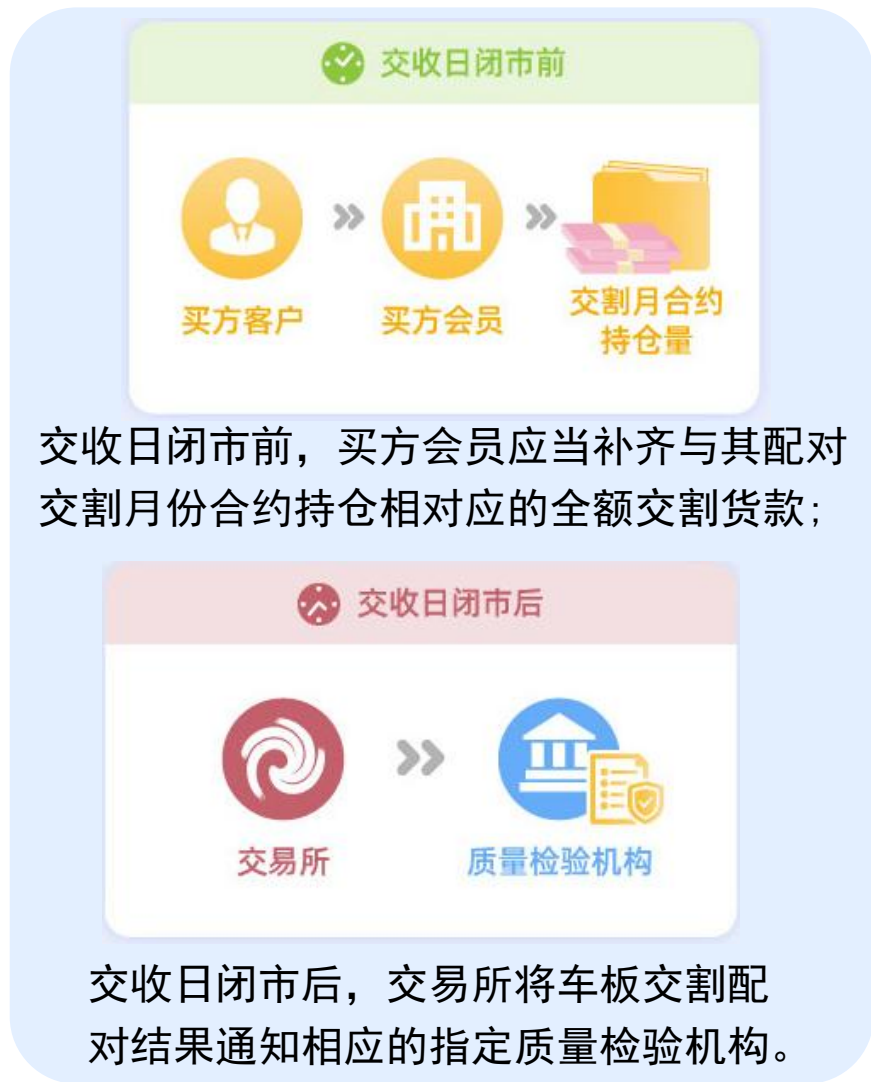 交收日闭市前
买方客户
买方会员
交割月合约
持仓量
交收日闭市前，买方会员应当补齐与其配对
交割月份合约持仓相对应的全额交割货款；
交收日闭市后
交易所
质量检验机构
交收日闭市后，交易所将车板交割配
对结果通知相应的指定质量检验机构。